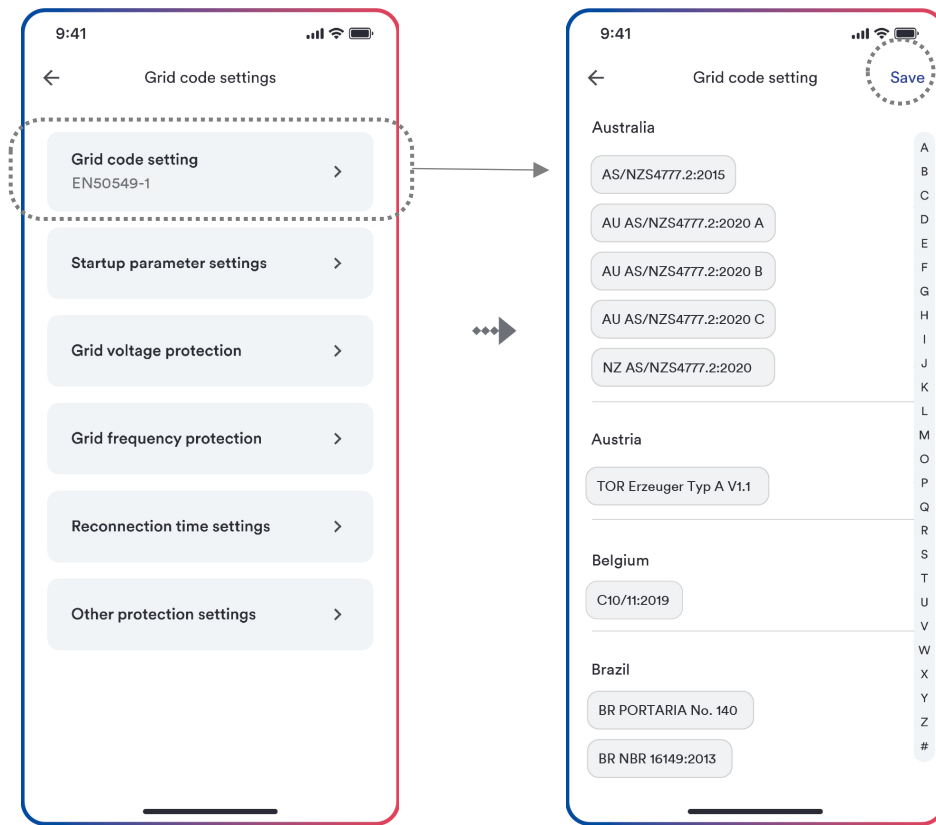 9:41
Grid code settings
Grid code setting
EN50549-1
Startup parameter settings
Grid voltage protection
Grid frequency protection
Reconnection time settings
Other protection settings
9:41
Grid code setting
Save
Australia
AS/NZS4777.2:2015
AU AS/NZS4777.2:2020 A
AU AS/NZS4777.2:2020 B
AU AS/NZS4777.2:2020 C
NZ AS/NZS4777.2:2020
Austria
TOR Erzeuger Typ A V1.1
Belgium
C10/11:2019
Brazil
BR PORTARIA No. 140
BR NBR 16149:2013
A
B
C
D
E
F
G
H
I
J
K
L
M
O
P
Q
R
S
T
U
V
W
X
Y
Z
#